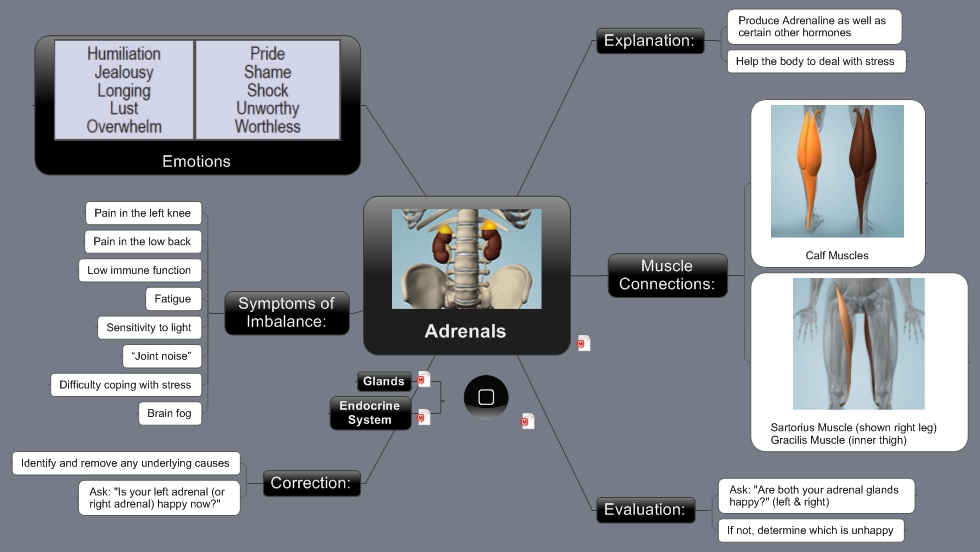 Humiliation
Jealousy
Longing
Lust
Overwhelm
Pride
Shame
Shock
Unworthy
Worthless
Emotions
Explanation:
Produce Adrenaline as well as
certain other hormones
Help the body to deal with stress
Pain in the left knee
Pain in the low back
Low immune function
Fatigue
Sensitivity to light
“Joint noise”
Difficulty coping with stress
Brain fog
Symptoms of
Imbalance:
Adrenals
Muscle
Connections:
Calf Muscles
Sartorius Muscle (shown right leg)
Gracilis Muscle (inner thigh)
Glands
Endocrine
System
Identify and remove any underlying causes
Ask: "Is your left adrenal (or
right adrenal) happy now?"
Correction:
Evaluation:
Ask: "Are both your adrenal glands
happy?" (left & right)
If not, determine which is unhappy